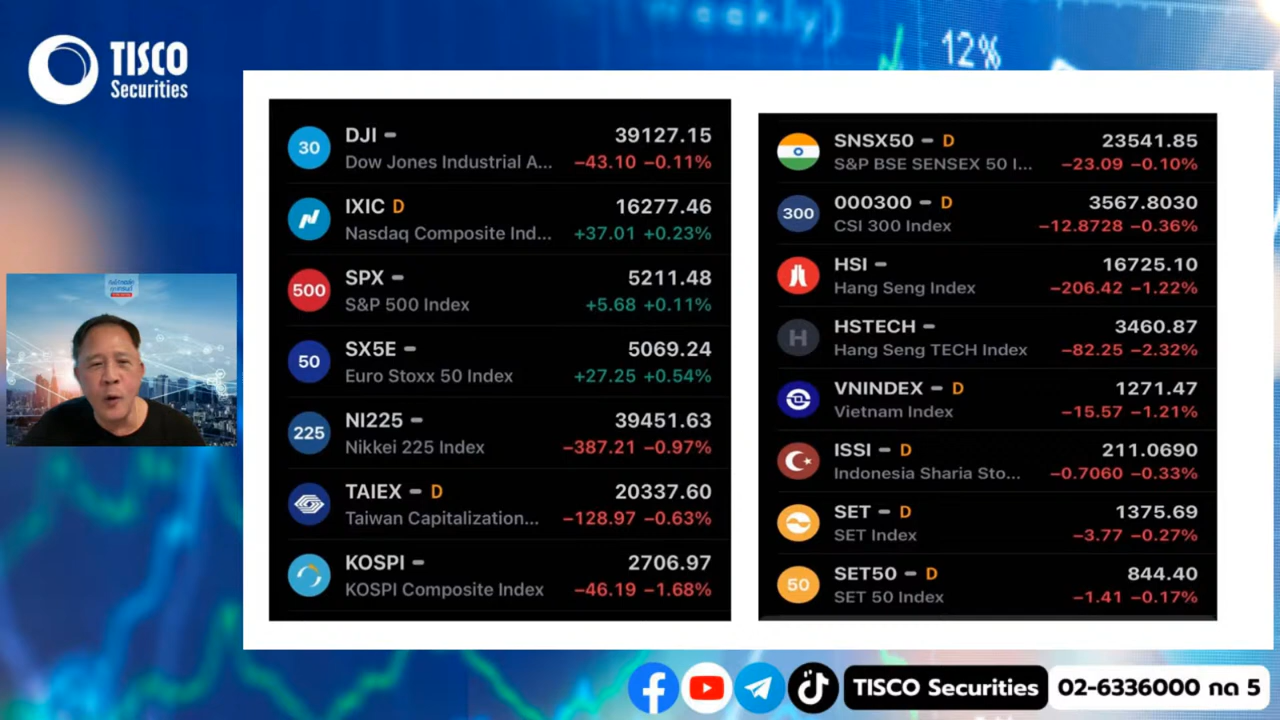 Weekly)
12%
TISCO
Securities
30
DJI
39127.15
Dow Jones Industrial A...
−43.10 −0.11%
IXIC D
16277.46
Nasdaq Composite Ind...
+37.01 +0.23%
500
SPX
5211.48
S&P 500 Index
+5.68 +0.11%
50
SX5E
5069.24
Euro Stoxx 50 Index
+27.25 +0.54%
225
NI225
39451.63
Nikkei 225 Index
−387.21 −0.97%
TAIEX D
20337.60
Taiwan Capitalization...
−128.97 −0.63%
KOSPI
2706.97
KOSPI Composite Index
−46.19 −1.68%
SNSX50 D
23541.85
S&P BSE SENSEX 50 I...
−23.09 −0.10%
300
000300 D
3567.8030
CSI 300 Index
−12.8728 −0.36%
HSI
16725.10
Hang Seng Index
−206.42 −1.22%
H
HSTECH
3460.87
Hang Seng TECH Index
−82.25 −2.32%
VNINDEX D
1271.47
Vietnam Index
−15.57 −1.21%
ISSI D
211.0690
Indonesia Sharia Sto...
−0.7060 −0.33%
SET D
1375.69
SET Index
−3.77 −0.27%
50
SET50 D
844.40
SET 50 Index
−1.41 −0.17%
TISCO Securities
02-6336000 กด 5